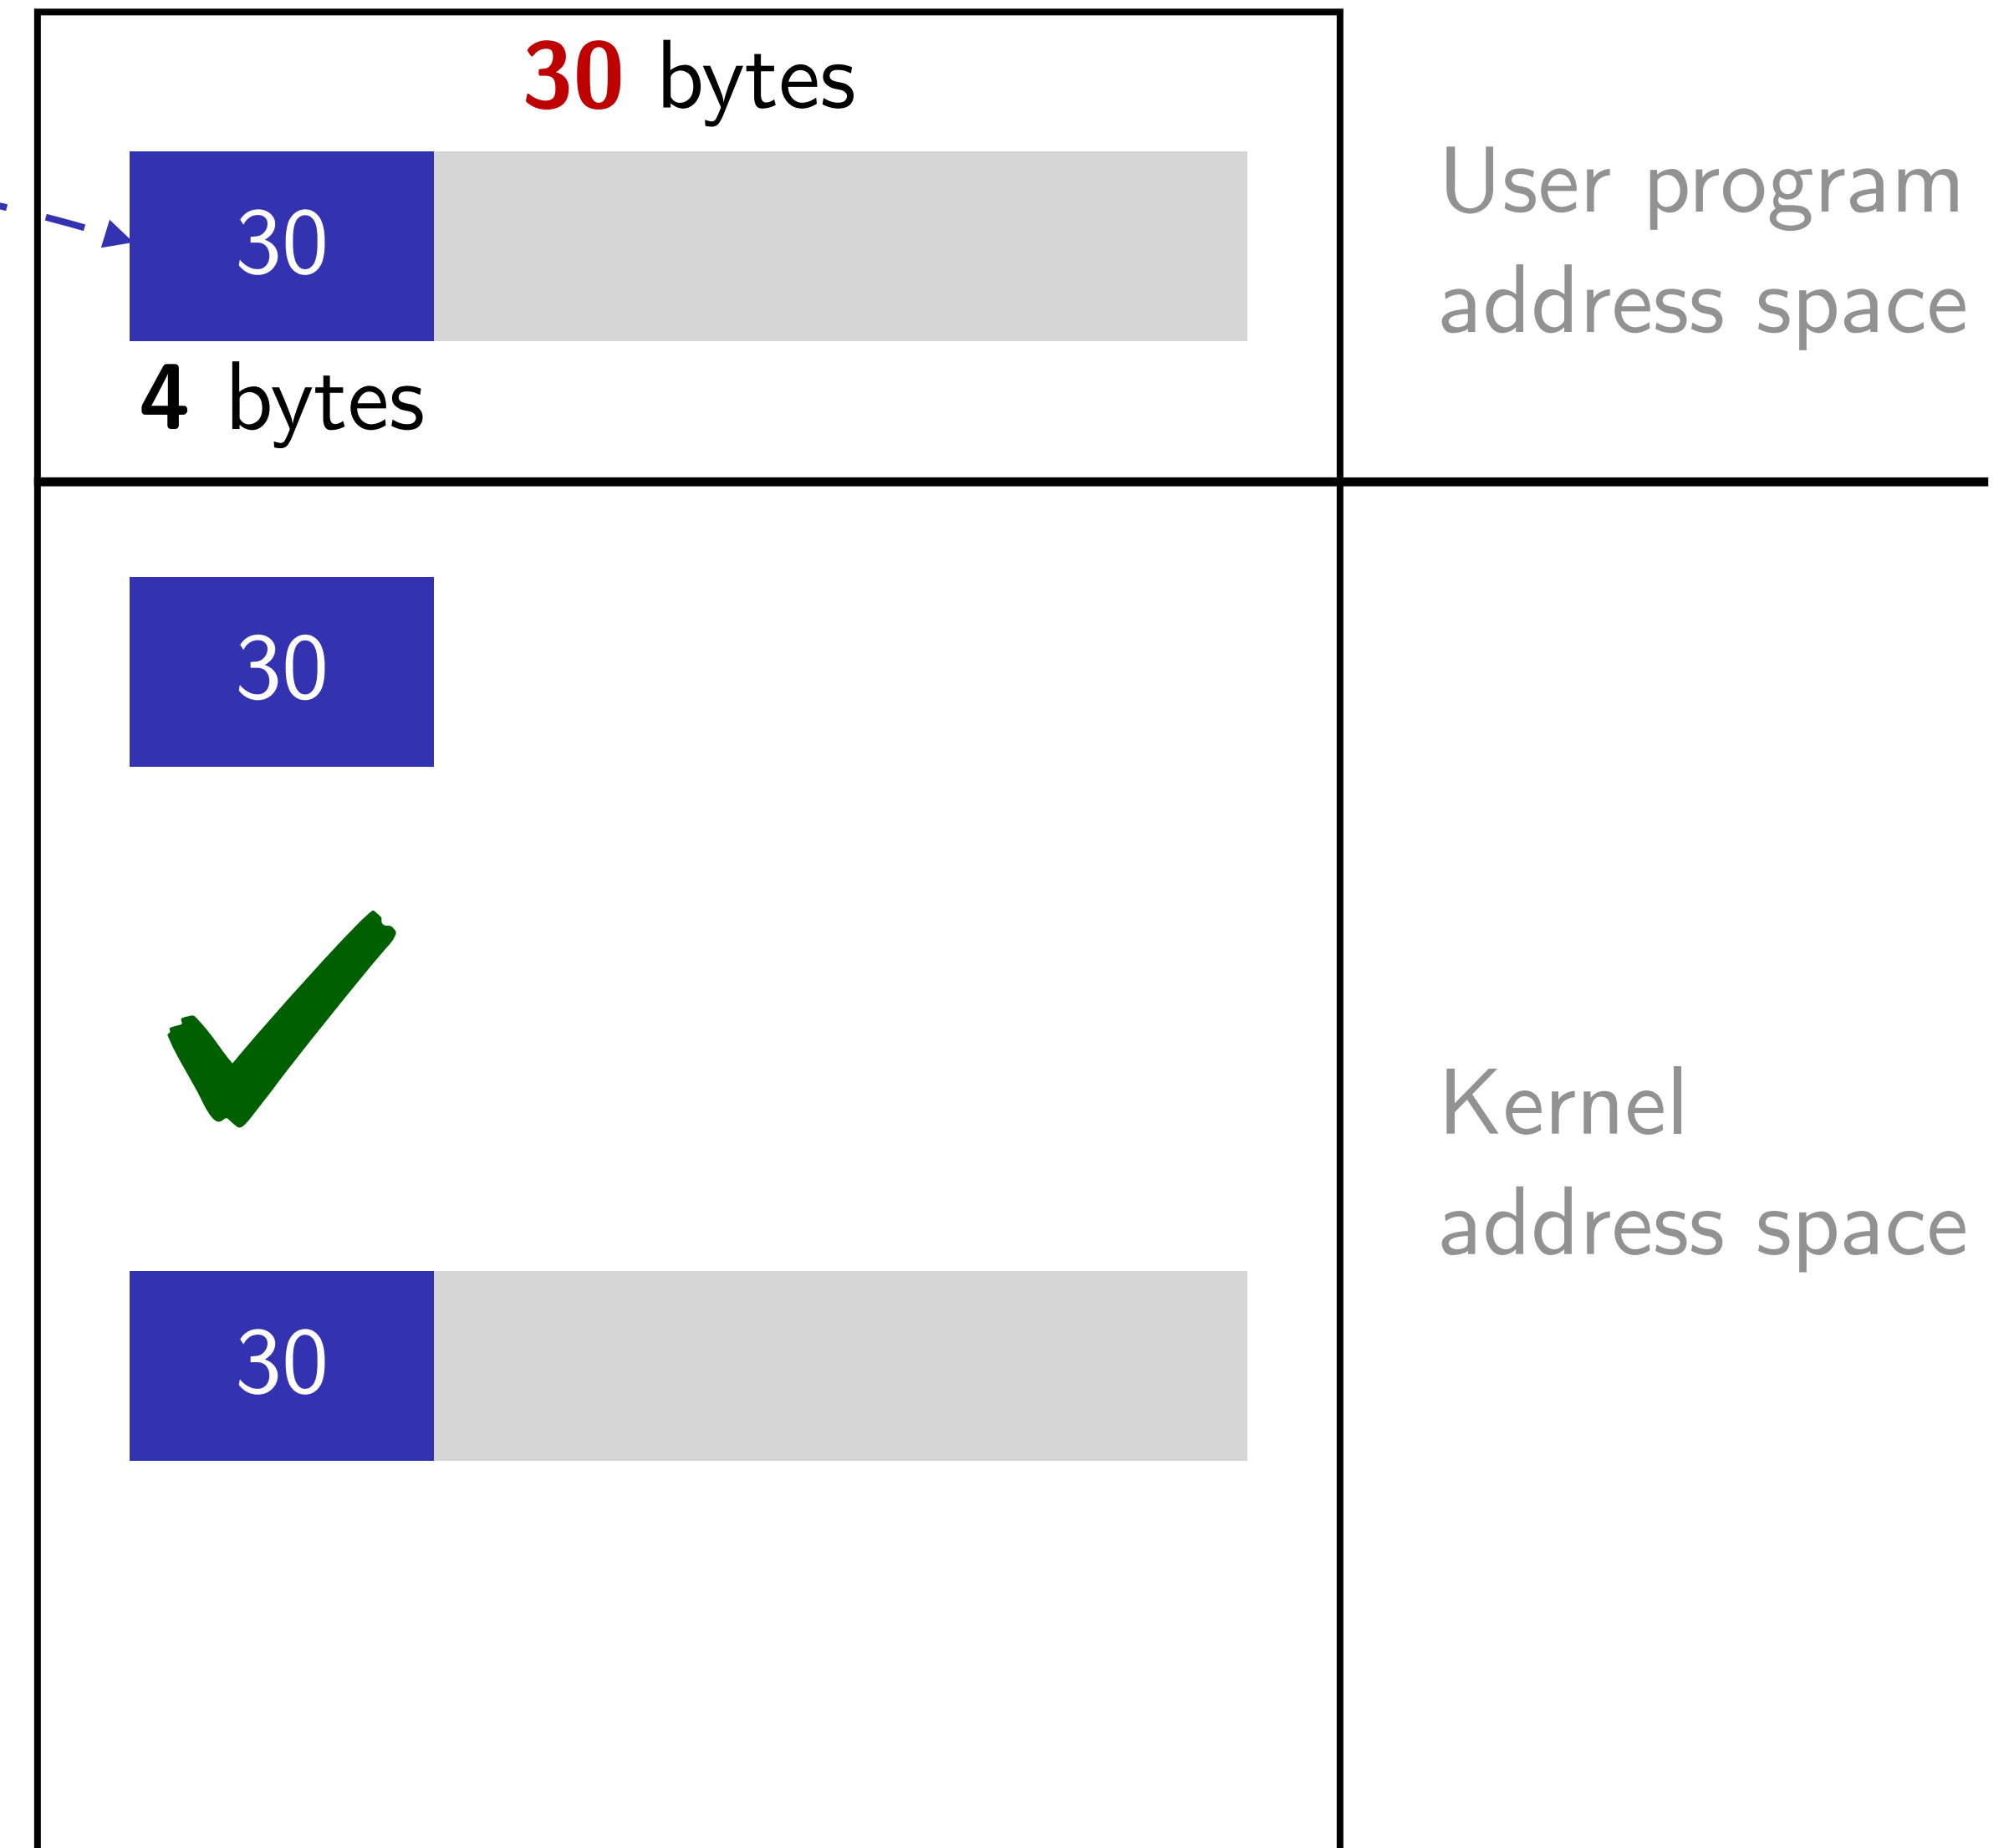 30 bytes
30
User program
address space
4 bytes
30
Kernel
address space
30